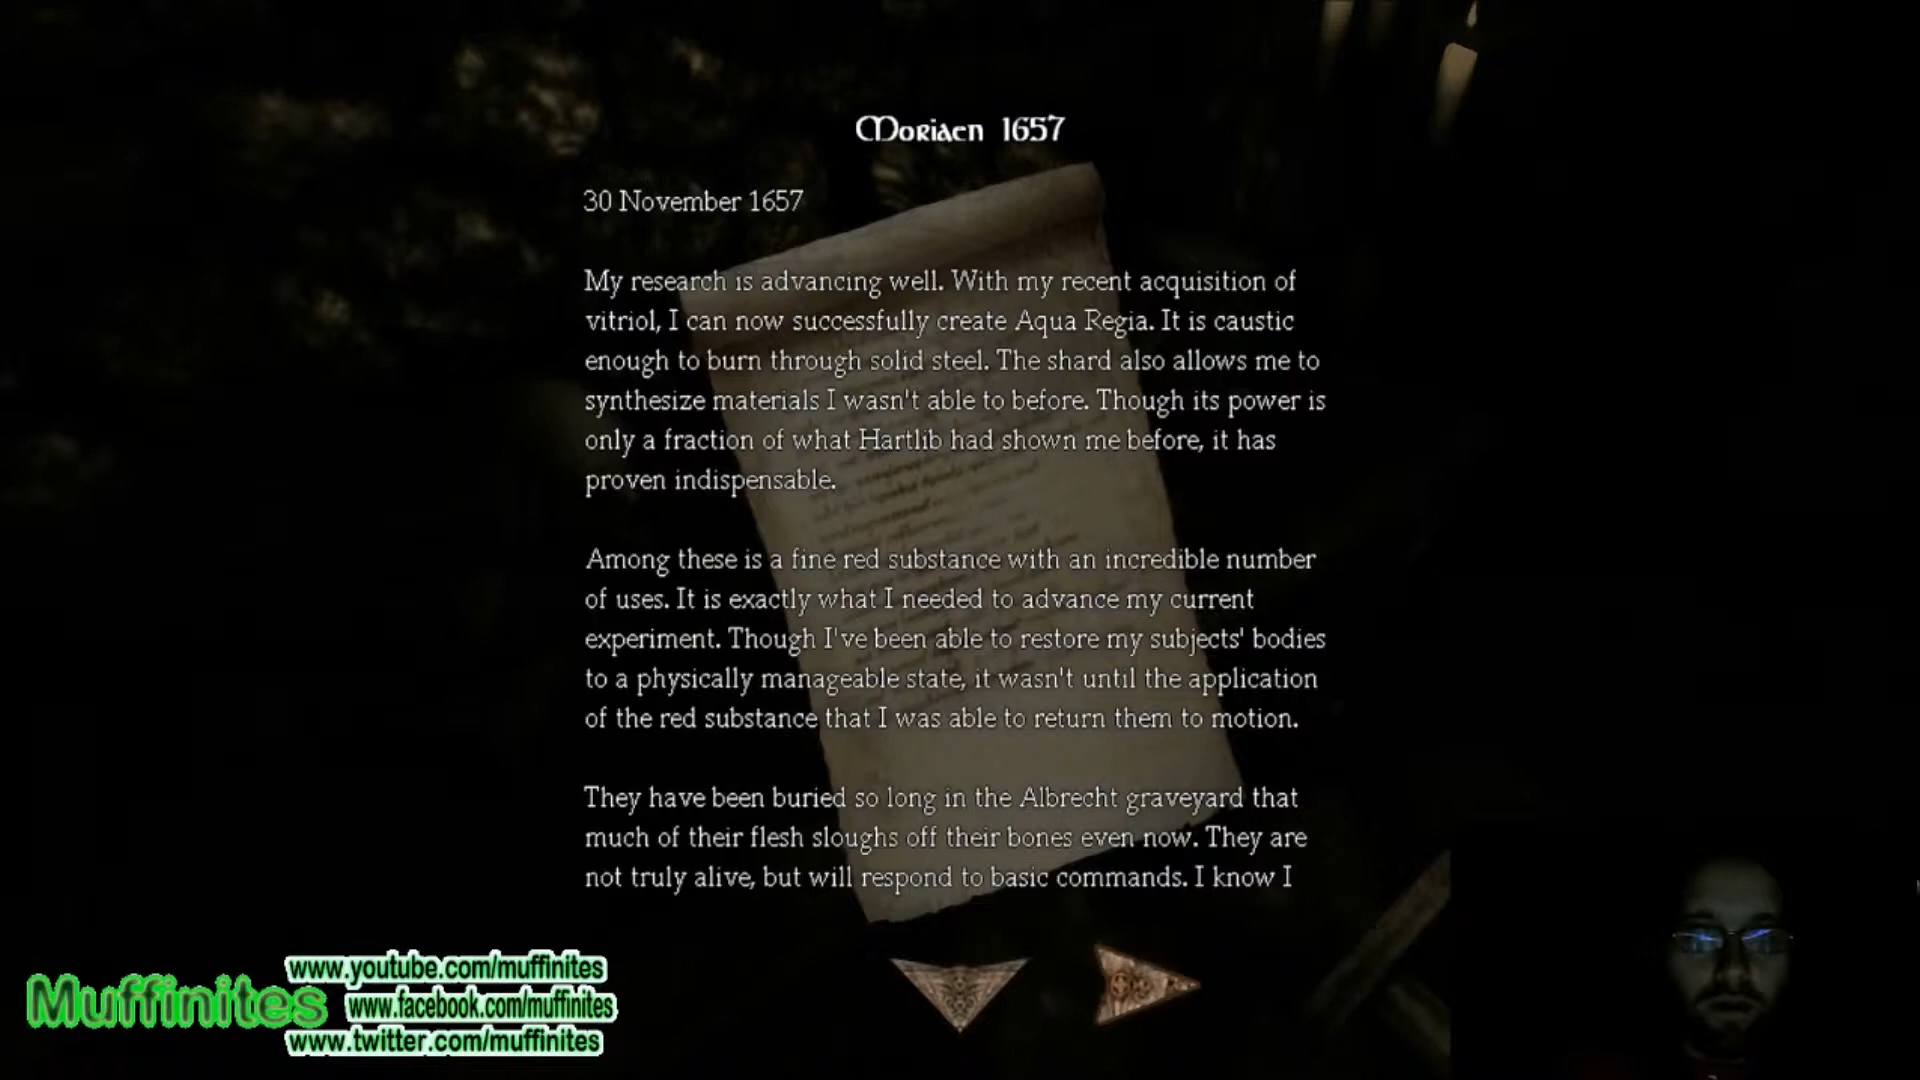 Moriaen 1657
30 November 1657
My research is advancing well. With my recent acquisition of
vitriol, I can now successfully create Aqua Regia. It is caustic
enough to burn through solid steel. The shard also allows me to
synthesize materials I wasn't able to before. Though its power is
only a fraction of what Hartlib had shown me before, it has
proven indispensable.
Among these is a fine red substance with an incredible number
of uses. It is exactly what I needed to advance my current
experiment. Though I've been able to restore my subjects' bodies
to a physically manageable state, it wasn't until the application
of the red substance that I was able to return them to motion.
They have been buried so long in the Albrecht graveyard that
much of their flesh sloughs off their bones even now. They are
not truly alive, but will respond to basic commands. I know I
Muffinites
www.youtube.com/muffinites
www.facebook.com/muffinites
www.twitter.com/muffinites